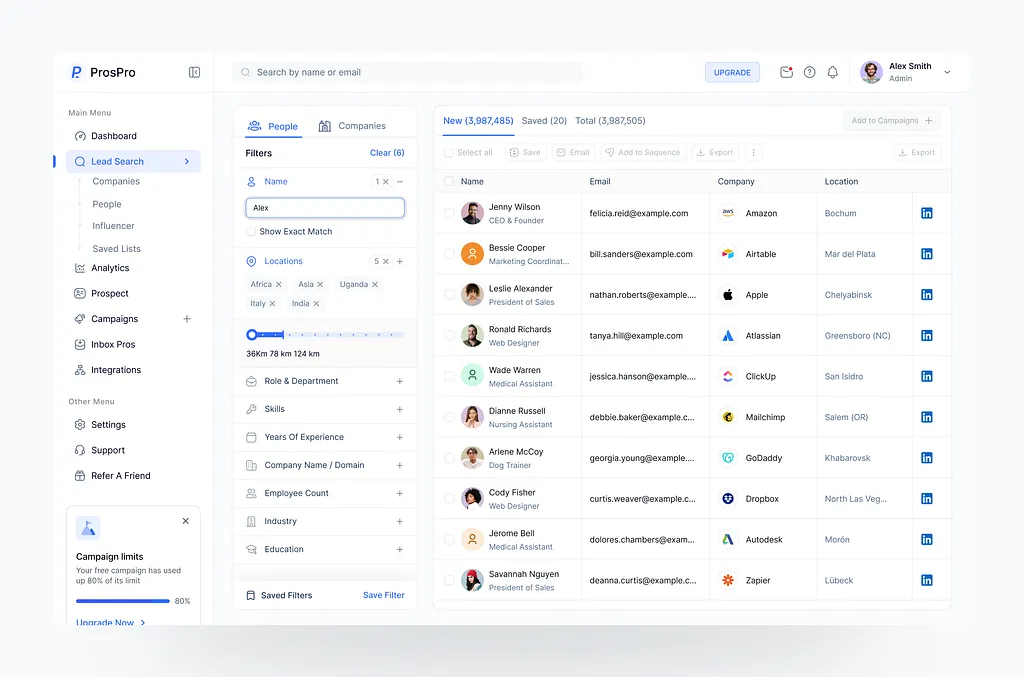 ProsPro
Search by name or email
UPGRADE
Alex Smith
Admin
Main Menu
Dashboard
Lead Search
Companies
People
Influencer
Saved Lists
Analytics
Prospect
Campaigns
Inbox Pros
Integrations
Other Menu
Settings
Support
Refer A Friend
Campaign limits
Your free campaign has used
up 80% of its limit
80%
Upgrade Now
People
Companies
Filters
Clear (6)
Name
1
Alex
Show Exact Match
Locations
5
Africa
Asia
Uganda
Italy
India
36Km 78 km 124 km
Role & Department
Skills
Years Of Experience
Company Name / Domain
Employee Count
Industry
Education
Saved Filters
Save Filter
New (3,987,485) Saved (20) Total (3,987,505)
Add to Campaigns
Select all
Save
Email
Add to Sequence
Export
Export
Name Email Company Location
Jenny Wilson
CEO & Founder
felicia.reid@example.com
aws
Amazon
Bochum
in
Bessie Cooper
Marketing Coordinat...
bill.sanders@example.com
Airtable
Mar del Plata
in
Leslie Alexander
President of Sales
nathan.roberts@example....
Apple
Chelyabinsk
in
Ronald Richards
Web Designer
tanya.hill@example.com
Atlassian
Greensboro (NC)
in
Wade Warren
Medical Assistant
jessica.hanson@example....
ClickUp
San Isidro
in
Dianne Russell
Nursing Assistant
debbie.baker@example.c...
Mailchimp
Salem (OR)
in
Arlene McCoy
Dog Trainer
georgia.young@example....
GoDaddy
Khabarovsk
in
Cody Fisher
Web Designer
curtis.weaver@example.c...
Dropbox
North Las Veg...
in
Jerome Bell
Medical Assistant
dolores.chambers@exam...
Autodesk
Morón
in
Savannah Nguyen
President of Sales
deanna.curtis@example.c...
Zapier
Lübeck
in